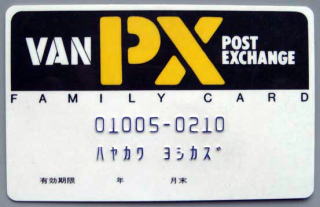 VAN PX POST EXCHANGE
FAMILY CARD
01005-0210
ﾊﾔｶﾜ ﾖｼｶｽﾞ
有効期限 年 月末